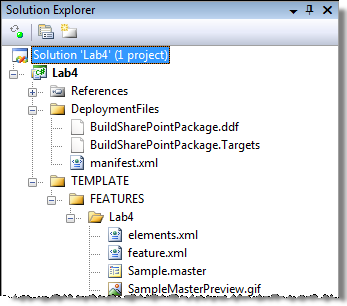 Solution Explorer
Solution 'Lab4' (1 project)
Lab4
References
DeploymentFiles
BuildSharePointPackage.ddf
BuildSharePointPackage.Targets
manifest.xml
TEMPLATE
FEATURES
Lab4
elements.xml
feature.xml
Sample.master
SampleMasterPreview.gif